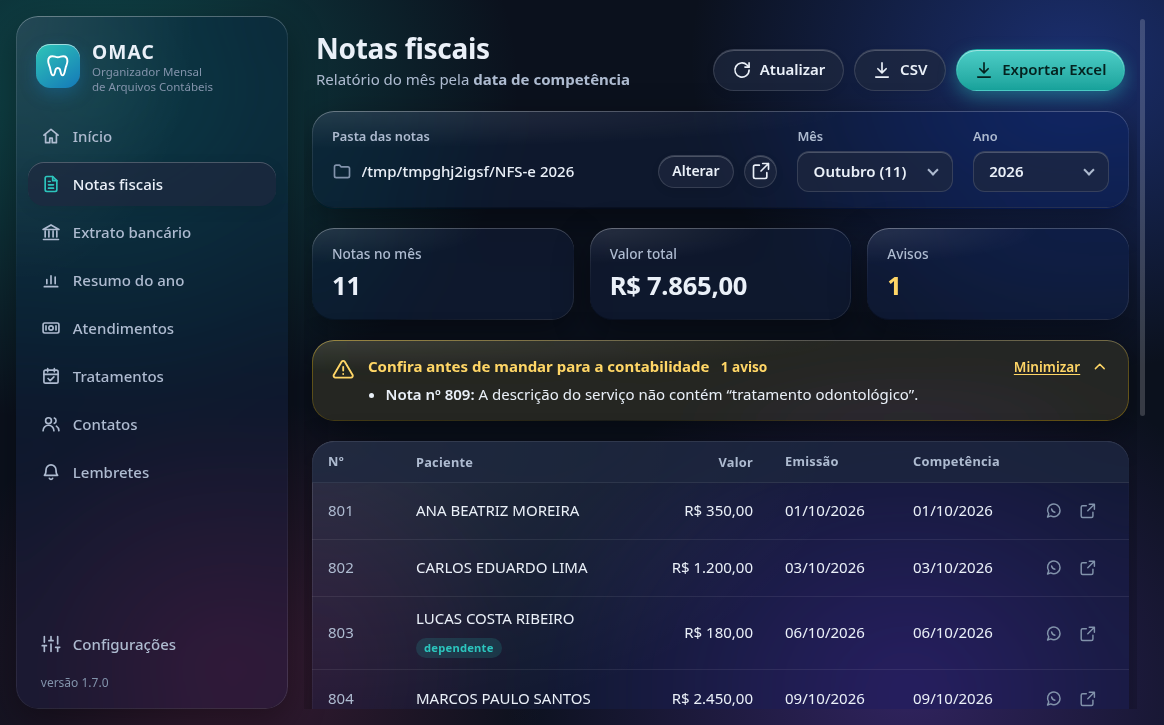 OMAC
Organizador Mensal
de Arquivos Contábeis
Início
Notas fiscais
Extrato bancário
Resumo do ano
Atendimentos
Tratamentos
Contatos
Lembretes
Configurações
versão 1.7.0
Notas fiscais
Relatório do mês pela data de competência
Atualizar
CSV
Exportar Excel
Pasta das notas
/tmp/tmpghj2igsf/NFS-e 2026
Alterar
Mês
Outubro (11)
Ano
2026
Notas no mês
11
Valor total
R$ 7.865,00
Avisos
1
Confira antes de mandar para a contabilidade 1 aviso
Minimizar
• Nota nº 809: A descrição do serviço não contém “tratamento odontológico”.
Nº Paciente Valor Emissão Competência
801 ANA BEATRIZ MOREIRA R$ 350,00 01/10/2026 01/10/2026
802 CARLOS EDUARDO LIMA R$ 1.200,00 03/10/2026 03/10/2026
803 LUCAS COSTA RIBEIRO R$ 180,00 06/10/2026 06/10/2026
dependente
804 MARCOS PAULO SANTOS R$ 2.450,00 09/10/2026 09/10/2026